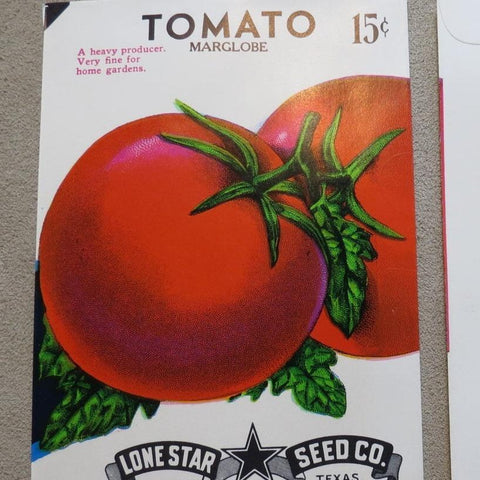 TOMATO
15¢
MARGLOBE
A heavy producer.
Very fine for
home gardens.
LONE STAR SEED CO.
TEXAS